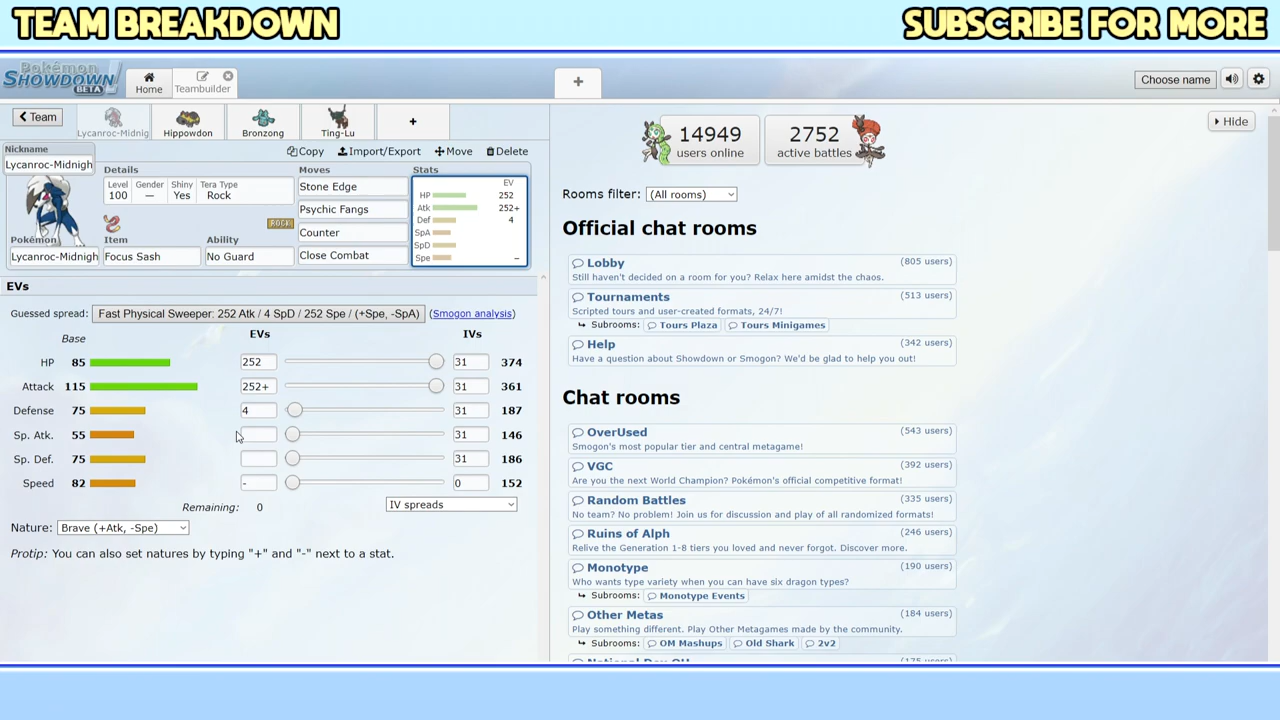 TEAM BREAKDOWN
SUBSCRIBE FOR MORE
Pokémon
SHOWDOWN!
BETA
Home
Teambuilder
+
Choose name
Team
Lycanroc-Midnig
Hippowdon
Bronzong
Ting-Lu
+
Hide
14949
users online
2752
active battles
Nickname
Lycanroc-Midnigh
Copy
Import/Export
Move
Delete
Details
Level
100
Gender
—
Shiny
Yes
Tera Type
Rock
ROCK
Pokémon
Lycanroc-Midnigh
Item
Focus Sash
Ability
No Guard
Moves
Stone Edge
Psychic Fangs
Counter
Close Combat
Stats
EV
HP 252
Atk 252+
Def 4
SpA
SpD
Spe –
EVs
Guessed spread: Fast Physical Sweeper: 252 Atk / 4 SpD / 252 Spe / (+Spe, -SpA) (Smogon analysis)
Base EVs IVs
HP 85 252 31 374
Attack 115 252+ 31 361
Defense 75 4 31 187
Sp. Atk. 55 31 146
Sp. Def. 75 31 186
Speed 82 - 0 152
Remaining: 0
IV spreads
Nature: Brave (+Atk, -Spe)
Protip: You can also set natures by typing "+" and "-" next to a stat.
Rooms filter: (All rooms)
Official chat rooms
Lobby (805 users)
Still haven't decided on a room for you? Relax here amidst the chaos.
Tournaments (513 users)
Scripted tours and user-created formats, 24/7!
Subrooms: Tours Plaza Tours Minigames
Help (342 users)
Have a question about Showdown or Smogon? We'd be glad to help you out!
Chat rooms
OverUsed (543 users)
Smogon's most popular tier and central metagame!
VGC (392 users)
Are you the next World Champion? Pokémon's official competitive format!
Random Battles (335 users)
No team? No problem! Join us for discussion and play of all randomized formats!
Ruins of Alph (246 users)
Relive the Generation 1-8 tiers you loved and never forgot. Discover more.
Monotype (190 users)
Who wants type variety when you can have six dragon types?
Subrooms: Monotype Events
Other Metas (184 users)
Play something different. Play Other Metagames made by the community.
Subrooms: OM Mashups Old Shark 2v2